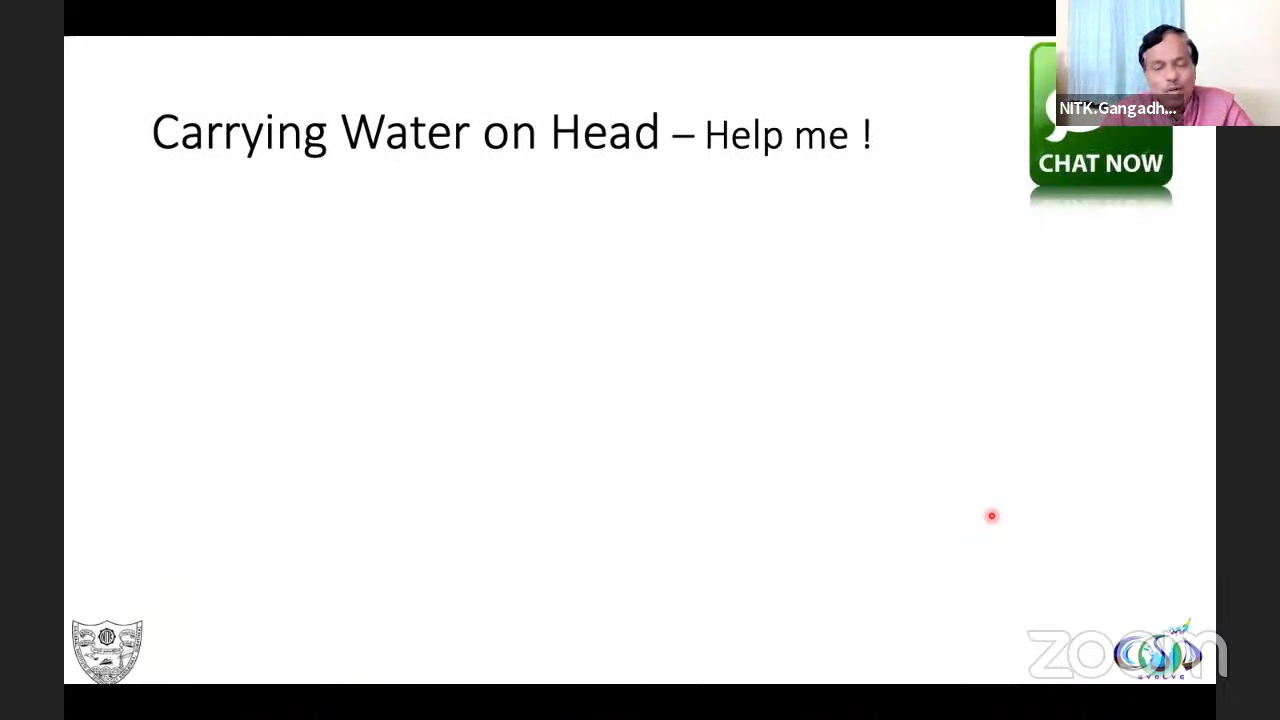 NITK.Gangadh...
Carrying Water on Head – Help me !
CHAT NOW
zoom